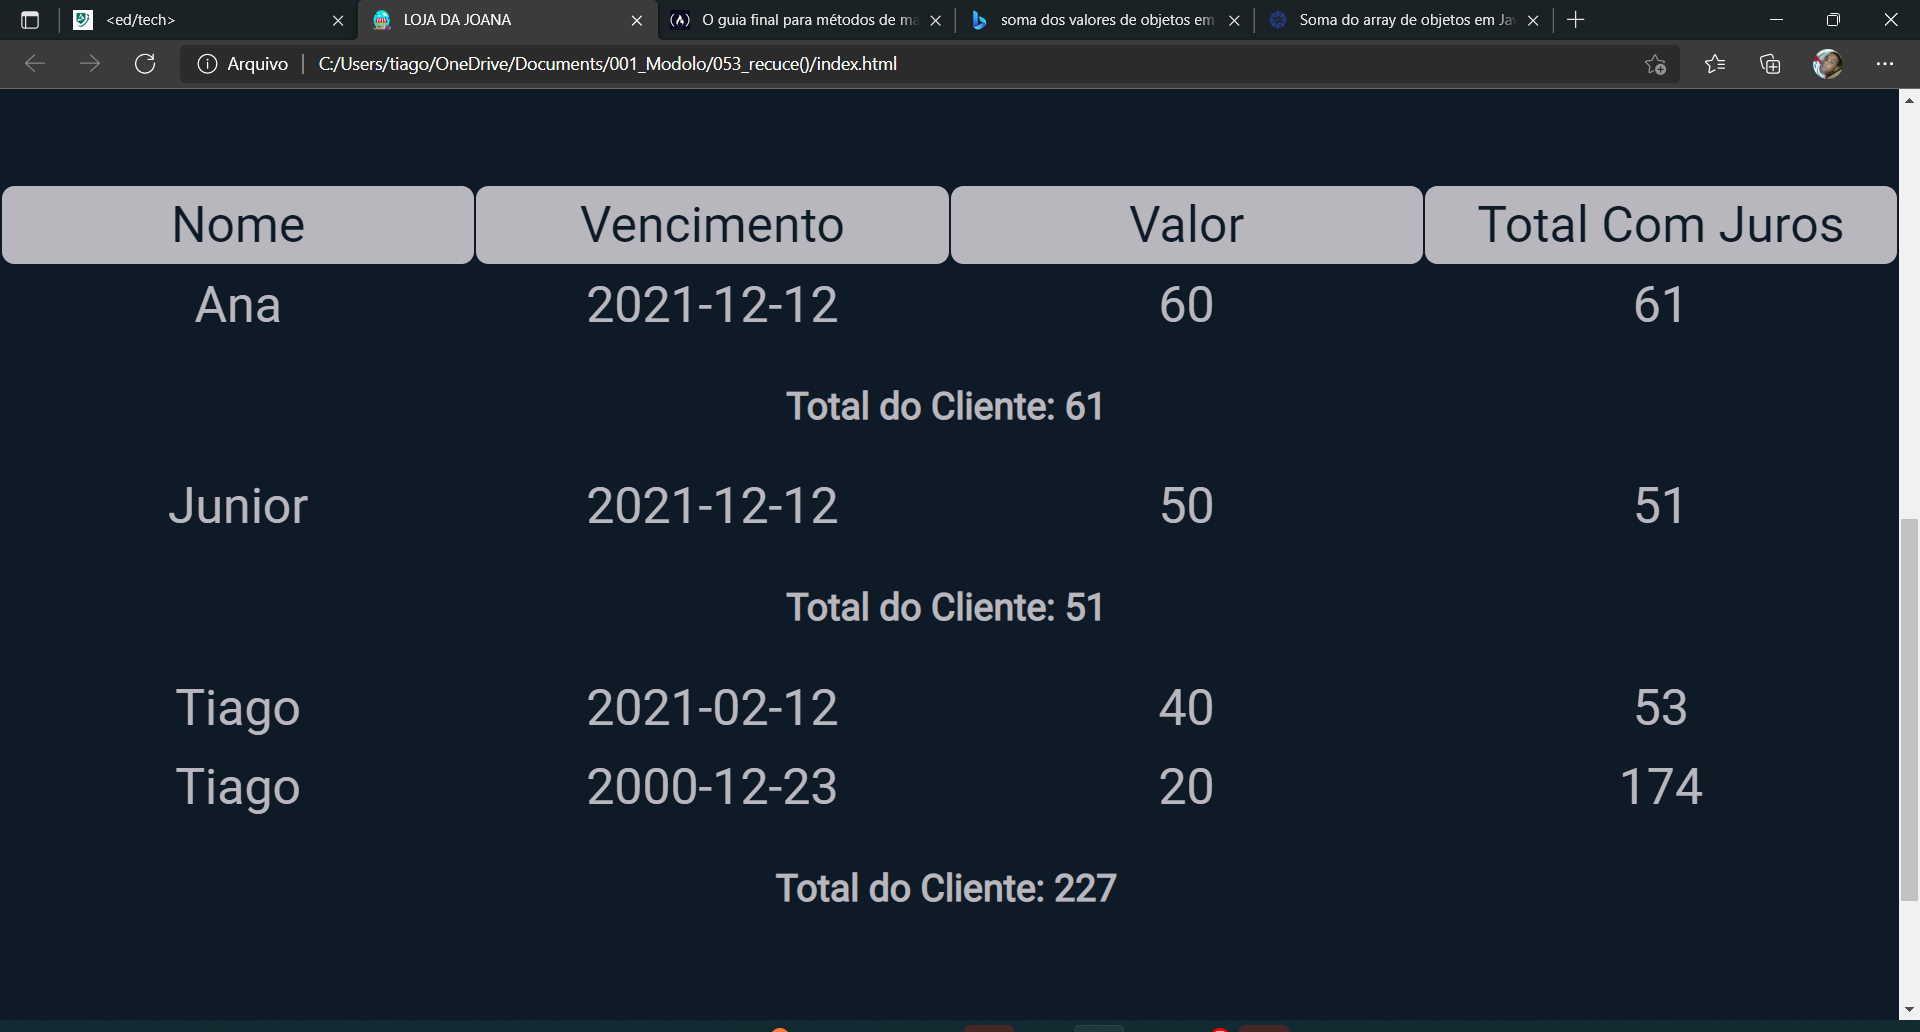 <ed/tech>
LOJA DA JOANA
O guia final para métodos de ma
soma dos valores de objetos em
Soma do array de objetos em Ja
Arquivo C:/Users/tiago/OneDrive/Documents/001_Modolo/053_recuce()/index.html
Nome Vencimento Valor Total Com Juros
Ana 2021-12-12 60 61
Total do Cliente: 61
Junior 2021-12-12 50 51
Total do Cliente: 51
Tiago 2021-02-12 40 53
Tiago 2000-12-23 20 174
Total do Cliente: 227